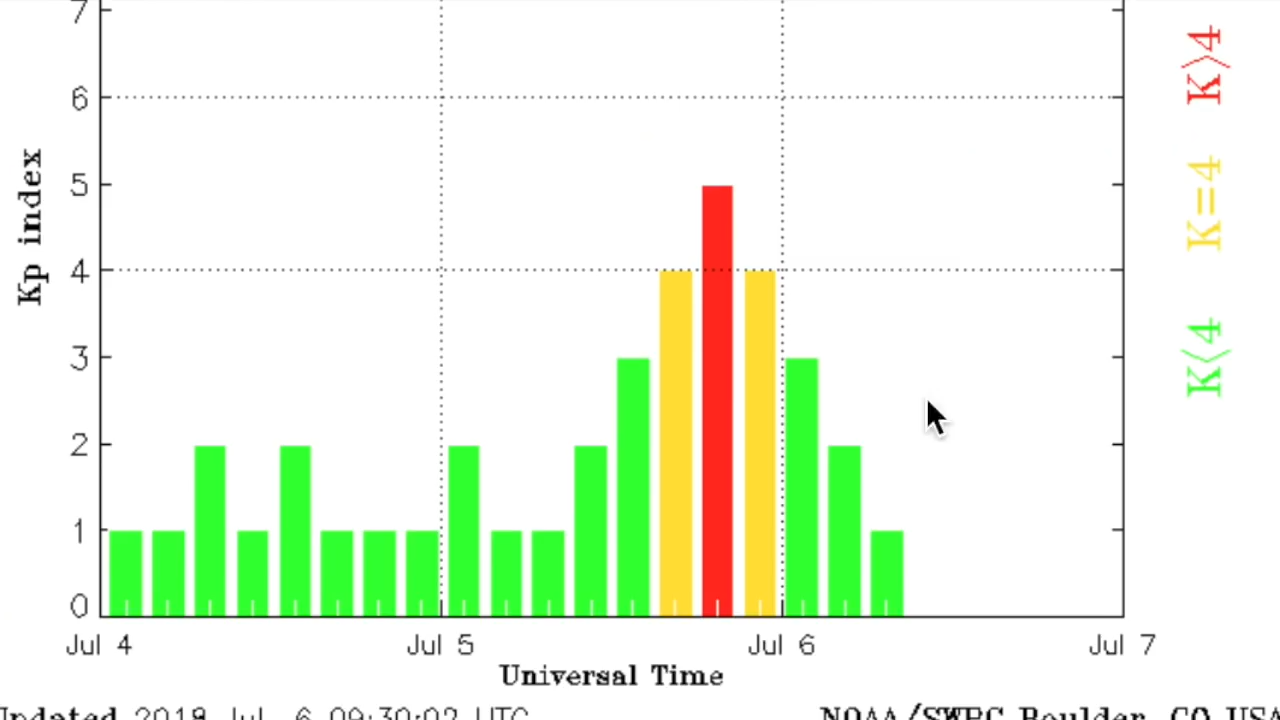 7
6
5
4
3
2
1
0
Kp index
Jul 4
Jul 5
Jul 6
Jul 7
Universal Time
K>4
K=4
K<4
Updated Jul 6 09:30:02 UTC
NOAA/SWPC Boulder, CO USA